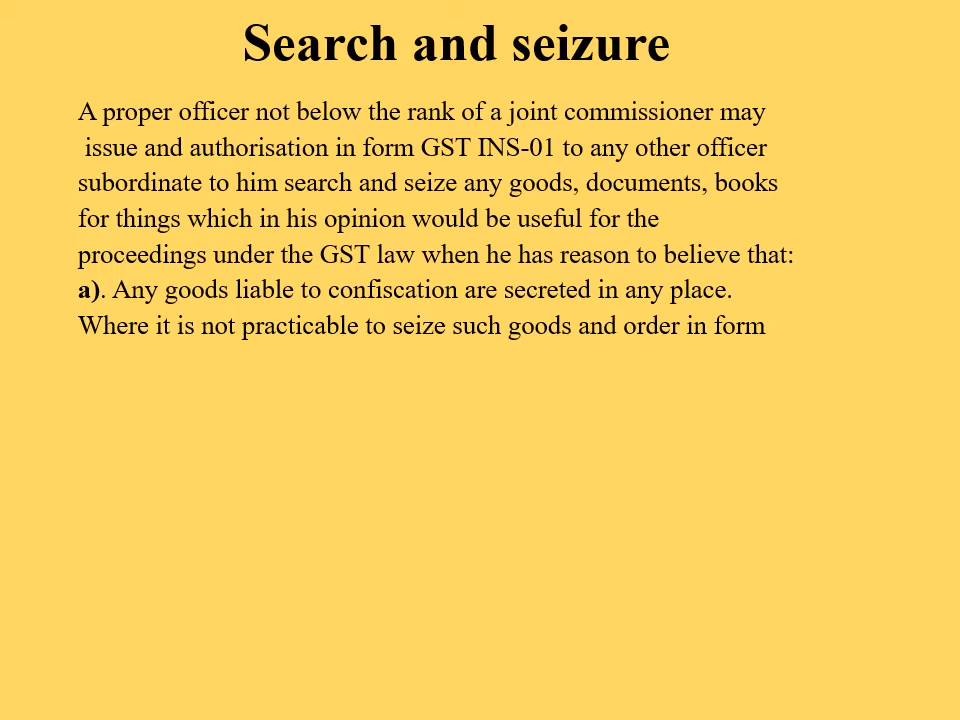 Search and seizure
A proper officer not below the rank of a joint commissioner may
issue and authorisation in form GST INS-01 to any other officer
subordinate to him search and seize any goods, documents, books
for things which in his opinion would be useful for the
proceedings under the GST law when he has reason to believe that:
a). Any goods liable to confiscation are secreted in any place.
Where it is not practicable to seize such goods and order in form